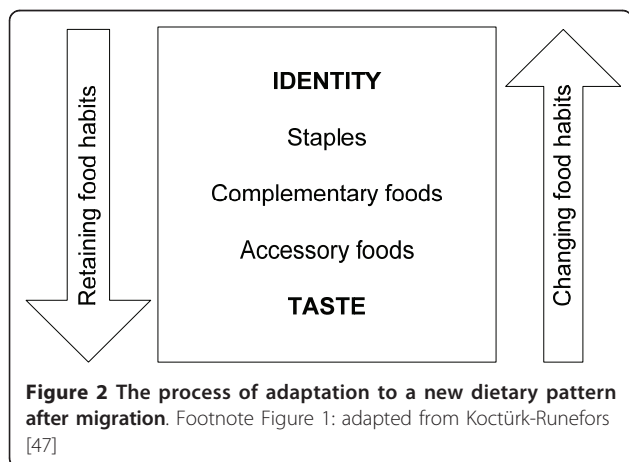 Retaining food habits
IDENTITY
Staples
Complementary foods
Accessory foods
TASTE
Changing food habits
Figure 2 The process of adaptation to a new dietary pattern
after migration. Footnote Figure 1: adapted from Koctürk-Runefors
[47]